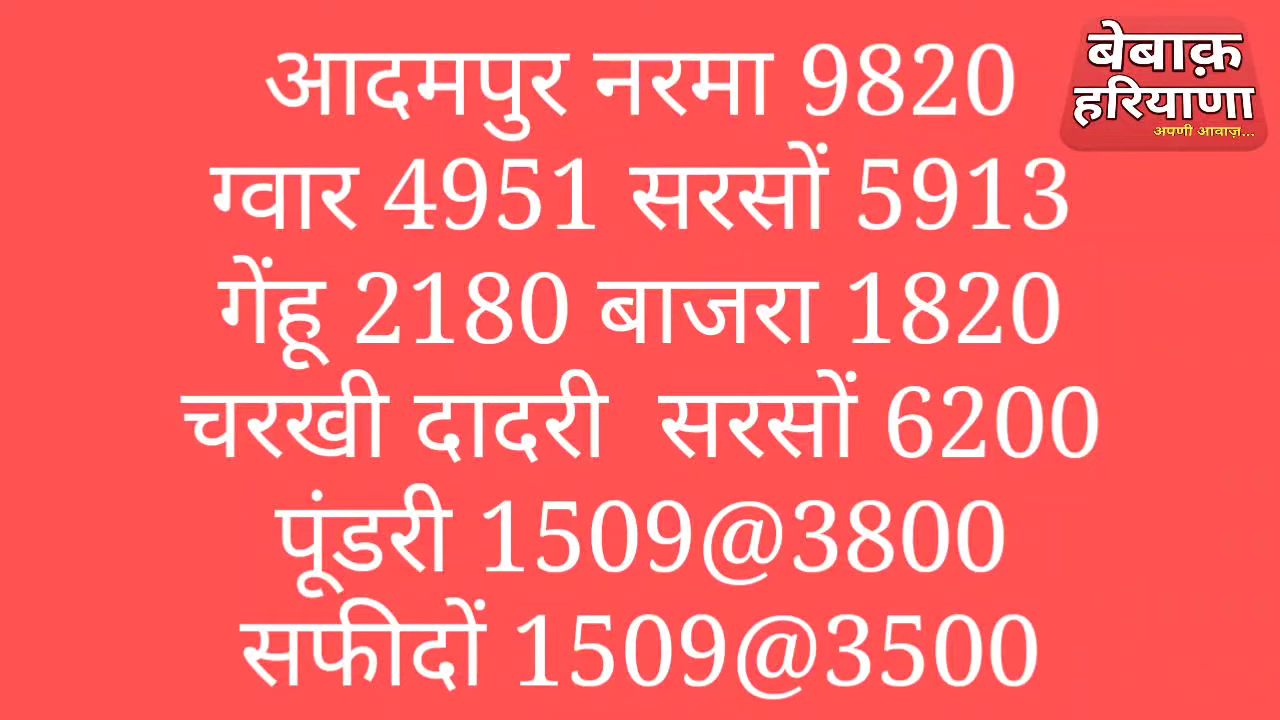 आदमपुर नरमा 9820
ग्वार 4951 सरसों 5913
गेंहू 2180 बाजरा 1820
चरखी दादरी सरसों 6200
पूंडरी 1509@3800
सफीदों 1509@3500
बेबाक़
हरियाणा
अपणी आवाज़...